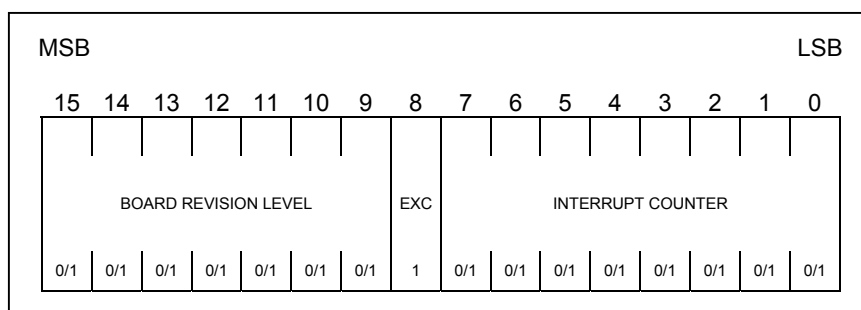 MSB LSB
15 14 13 12 11 10 9 8 7 6 5 4 3 2 1 0
BOARD REVISION LEVEL EXC INTERRUPT COUNTER
0/1 0/1 0/1 0/1 0/1 0/1 0/1 1 0/1 0/1 0/1 0/1 0/1 0/1 0/1 0/1